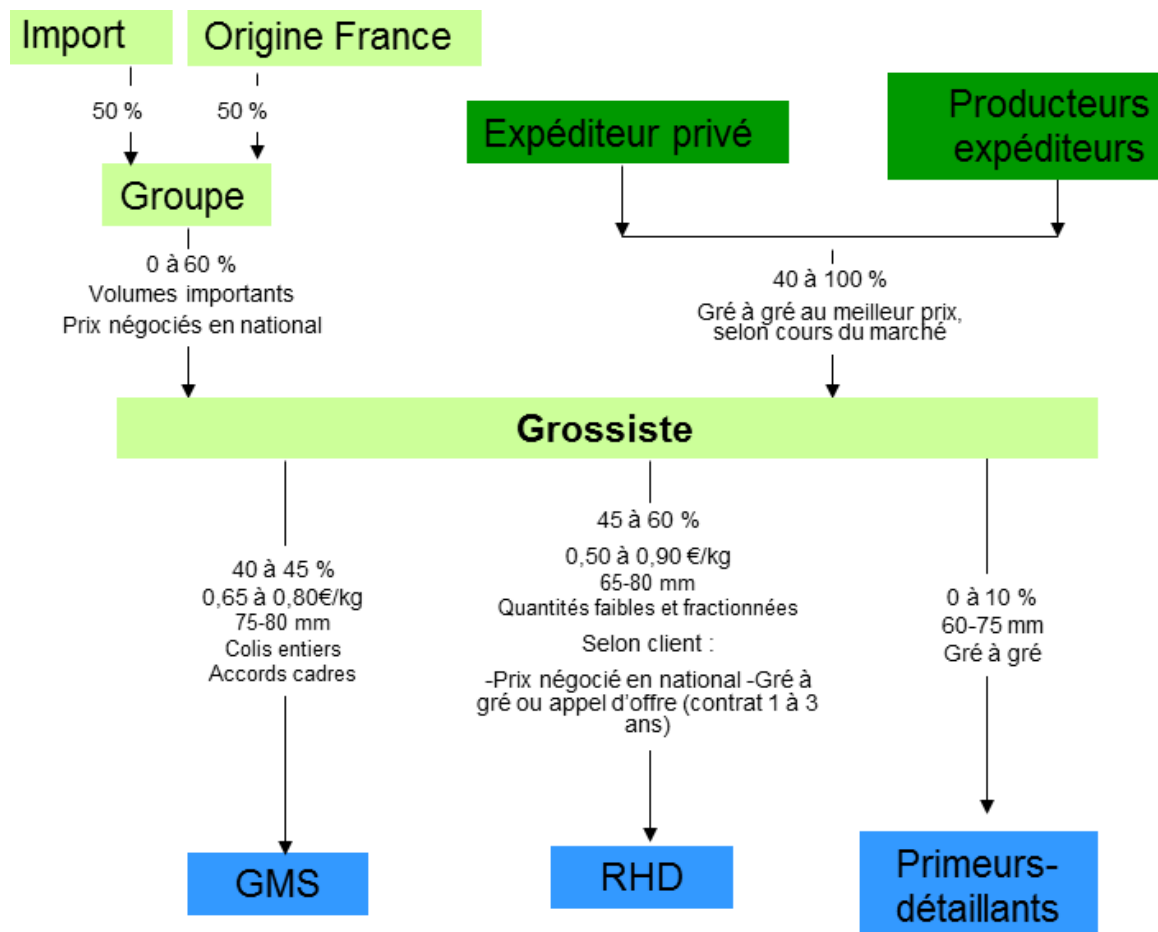 Import
Origine France
50 %
50 %
Groupe
Expéditeur privé
Producteurs
expéditeurs
0 à 60 %
Volumes importants
Prix négociés en national
40 à 100 %
Gré à gré au meilleur prix,
selon cours du marché
Grossiste
40 à 45 %
0,65 à 0,80€/kg
75-80 mm
Colis entiers
Accords cadres
45 à 60 %
0,50 à 0,90 €/kg
65-80 mm
Quantités faibles et fractionnées
Selon client :
-Prix négocié en national -Gré à
gré ou appel d'offre (contrat 1 à 3
ans)
0 à 10 %
60-75 mm
Gré à gré
GMS
RHD
Primeurs-
détaillants